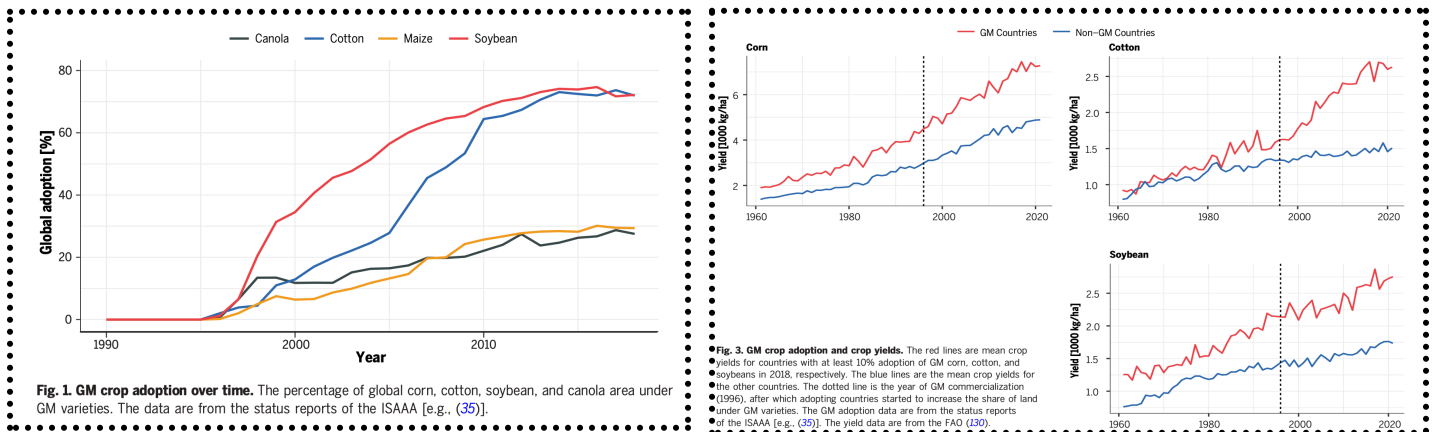 Canola Cotton Maize Soybean
80
60
40
20
0
Global adoption [%]
1990 2000 2010
Year
Fig. 1. GM crop adoption over time. The percentage of global corn, cotton, soybean, and canola area under
GM varieties. The data are from the status reports of the ISAAA [e.g., (35)].
GM Countries Non-GM Countries
Corn
6
4
2
Yield [1000 kg/ha]
1960 1980 2000 2020
Cotton
2.5
2.0
1.5
1.0
Yield [1000 kg/ha]
1960 1980 2000 2020
Soybean
2.5
2.0
1.5
1.0
Yield [1000 kg/ha]
1960 1980 2000 2020
Fig. 3. GM crop adoption and crop yields. The red lines are mean crop
yields for countries with at least 10% adoption of GM corn, cotton, and
soybeans in 2018, respectively. The blue lines are the mean crop yields for
the other countries. The dotted line is the year of GM commercialization
(1996), after which adopting countries started to increase the share of land
under GM varieties. The GM adoption data are from the status reports
of the ISAAA [e.g., (35)]. The yield data are from the FAO (130).